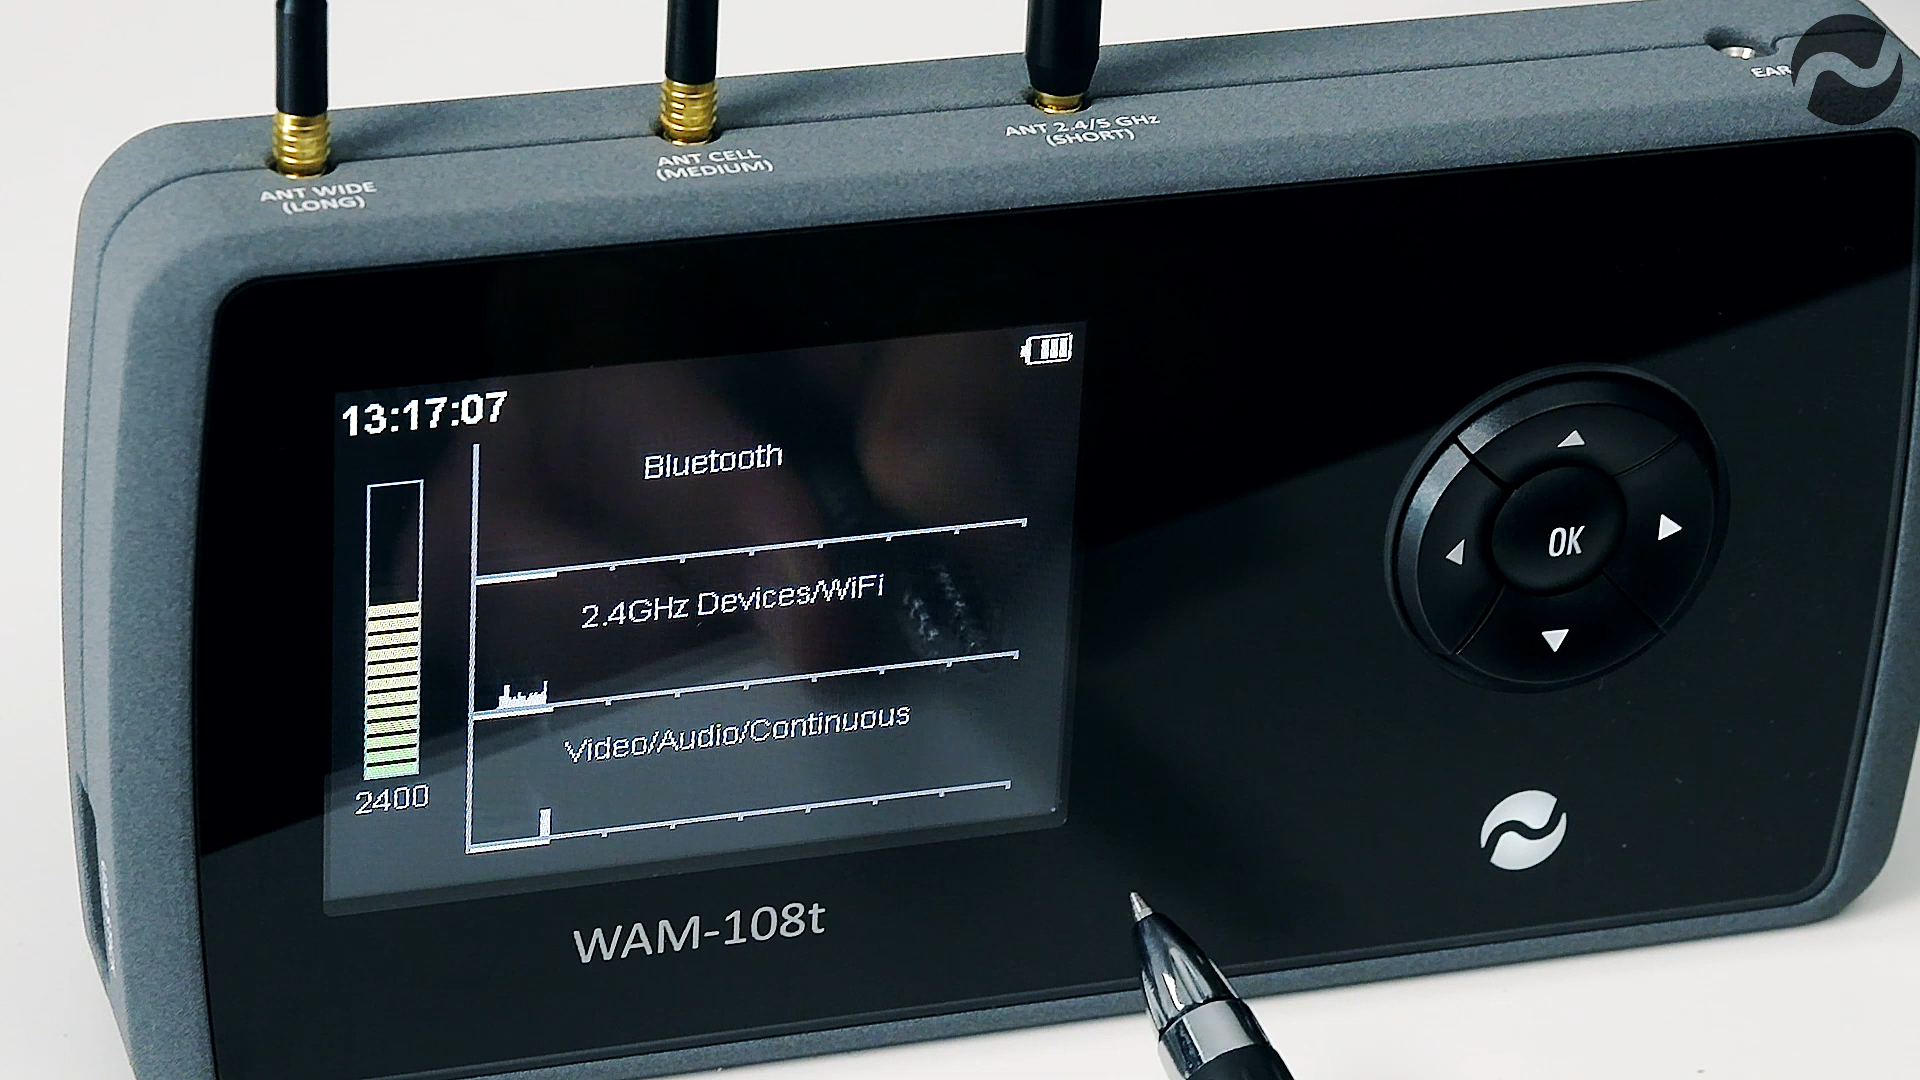 ANT WIDE
(LONG)
ANT CELL
(MEDIUM)
ANT 2.4/5 GHz
(SHORT)
13:17:07
Bluetooth
2.4GHz Devices/WiFi
Video/Audio/Continuous
2400
OK
WAM-108t